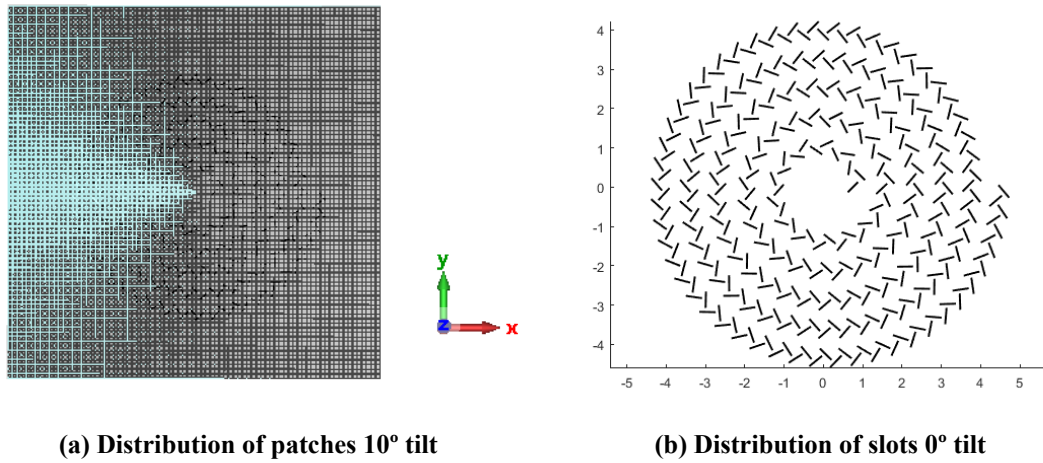 y
z
x
4
3
2
1
0
-1
-2
-3
-4
-5 -4 -3 -2 -1 0 1 2 3 4 5
(a) Distribution of patches 10º tilt
(b) Distribution of slots 0º tilt